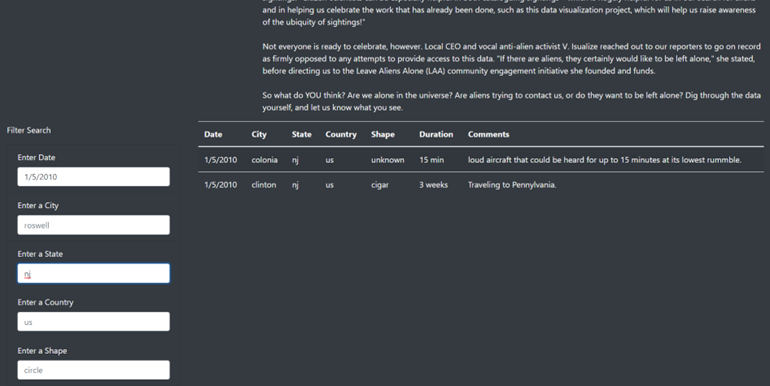 and in helping us celebrate the work that has already been done, such as this data visualization project, which will help us raise awareness
of the ubiquity of sightings!"
Not everyone is ready to celebrate, however. Local CEO and vocal anti-alien activist V. Isualize reached out to our reporters to go on record
as firmly opposed to any attempts to provide access to this data. "If there are aliens, they certainly would like to be left alone," she stated,
before directing us to the Leave Aliens Alone (LAA) community engagement initiative she founded and funds.
So what do YOU think? Are we alone in the universe? Are aliens trying to contact us, or do they want to be left alone? Dig through the data
yourself, and let us know what you see.
Filter Search
Enter Date
1/5/2010
Enter a City
roswell
Enter a State
nj
Enter a Country
us
Enter a Shape
circle
Date City State Country Shape Duration Comments
1/5/2010 colonia nj us unknown 15 min loud aircraft that could be heard for up to 15 minutes at its lowest rummble.
1/5/2010 clinton nj us cigar 3 weeks Traveling to Pennylvania.